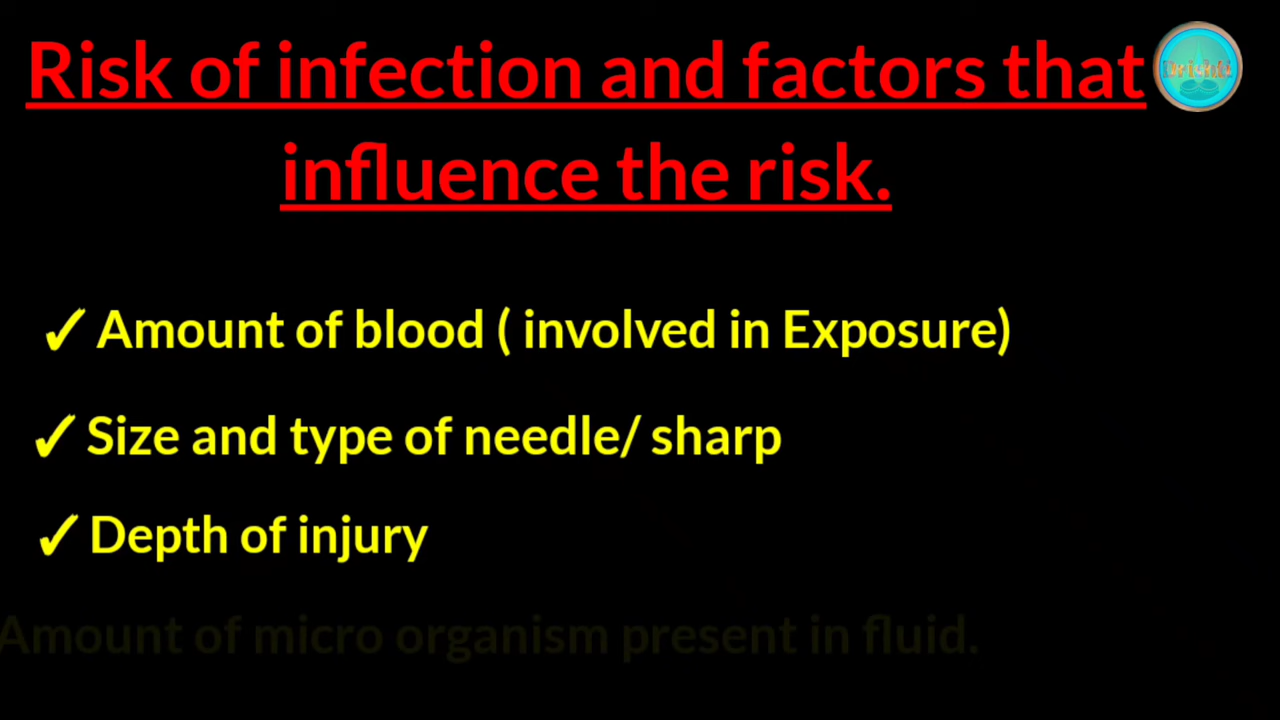 Risk of infection and factors that
influence the risk.
✓ Amount of blood ( involved in Exposure)
✓ Size and type of needle/ sharp
✓ Depth of injury
Amount of micro organism present in fluid.